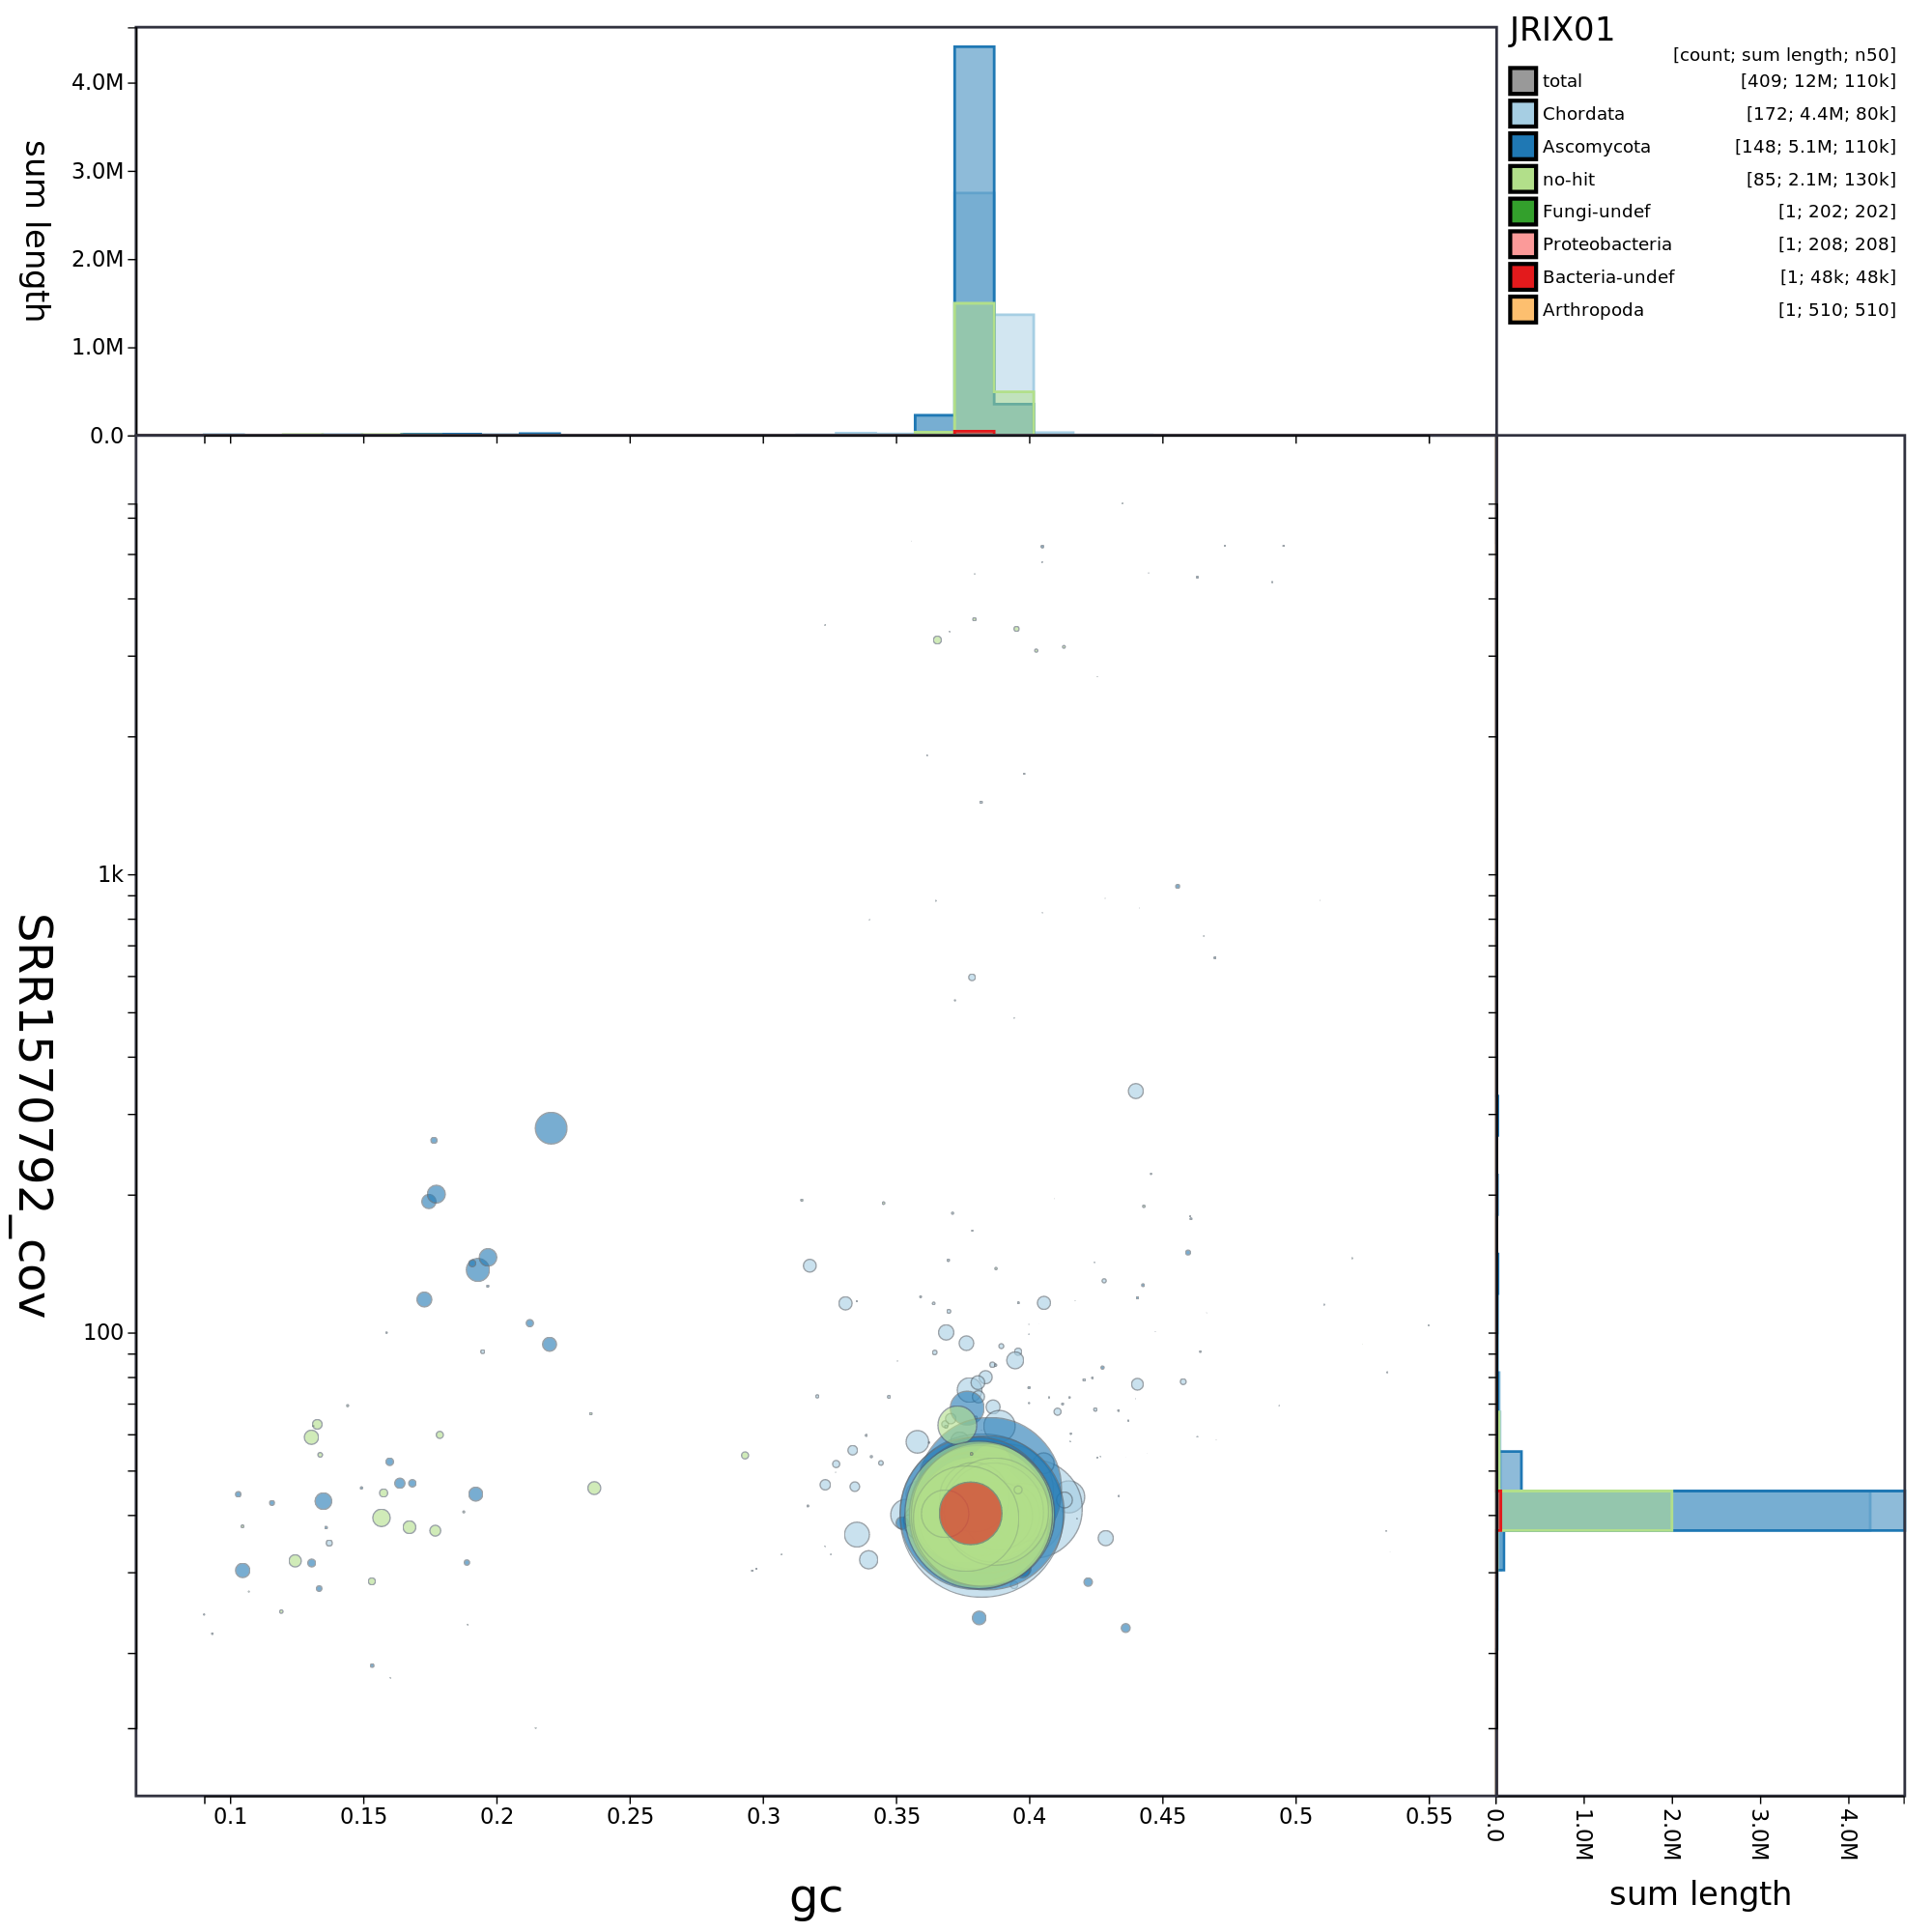 JRIX01
[count; sum length; n50]
total [409; 12M; 110k]
Chordata [172; 4.4M; 80k]
Ascomycota [148; 5.1M; 110k]
no-hit [85; 2.1M; 130k]
Fungi-undef [1; 202; 202]
Proteobacteria [1; 208; 208]
Bacteria-undef [1; 48k; 48k]
Arthropoda [1; 510; 510]
sum length
4.0M
3.0M
2.0M
1.0M
0.0
SRR1570792_cov
1k
100
0.1 0.15 0.2 0.25 0.3 0.35 0.4 0.45 0.5 0.55
gc
0.0 1.0M 2.0M 3.0M 4.0M
sum length